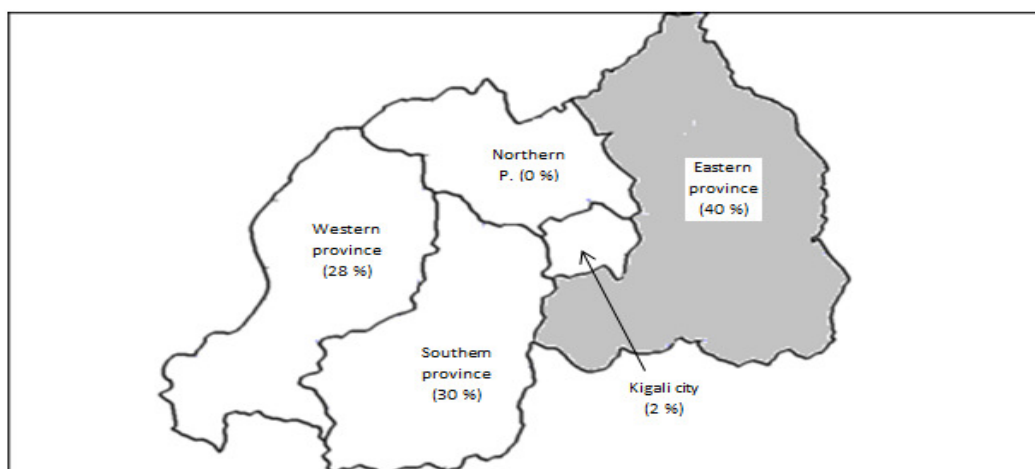 Northern
P. (0 %)
Eastern
province
(40 %)
Western
province
(28 %)
Southern
province
(30 %)
Kigali city
(2 %)